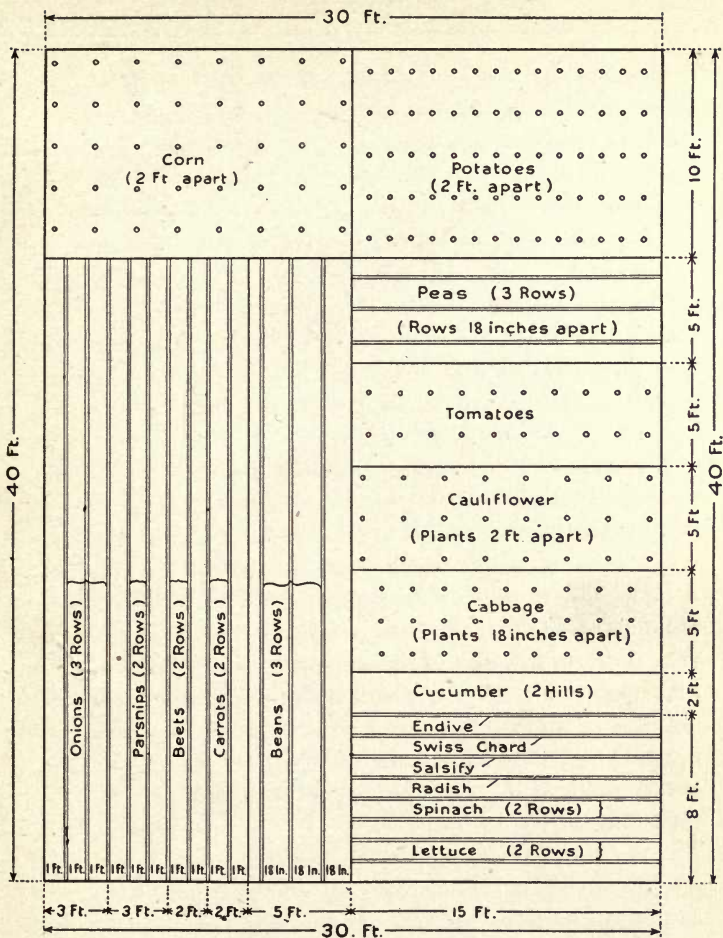 30 Ft.
Corn
(2 Ft. apart)
Potatoes
(2 Ft. apart)
10 Ft.
Peas (3 Rows)
(Rows 18 inches apart)
5 Ft.
Tomatoes
5 Ft.
Cauliflower
(Plants 2 Ft. apart)
5 Ft
Cabbage
(Plants 18 inches apart)
5 Ft.
Cucumber (2 Hills)
2 Ft
Endive
Swiss Chard
Salsify
Radish
Spinach (2 Rows) }
Lettuce (2 Rows) }
8 Ft.
40 Ft.
40 Ft.
Onions (3 Rows)
Parsnips (2 Rows)
Beets (2 Rows)
Carrots (2 Rows)
Beans (3 Rows)
1 Ft. 1 Ft. 1 Ft. 1 Ft 1 Ft. 1 Ft. 1 Ft. 1 Ft. 1 Ft. 1 Ft. 18 In. 18 In. 18 In.
3 Ft. 3 Ft. 2 Ft. 2 Ft. 5 Ft. 15 Ft.
30. Ft.